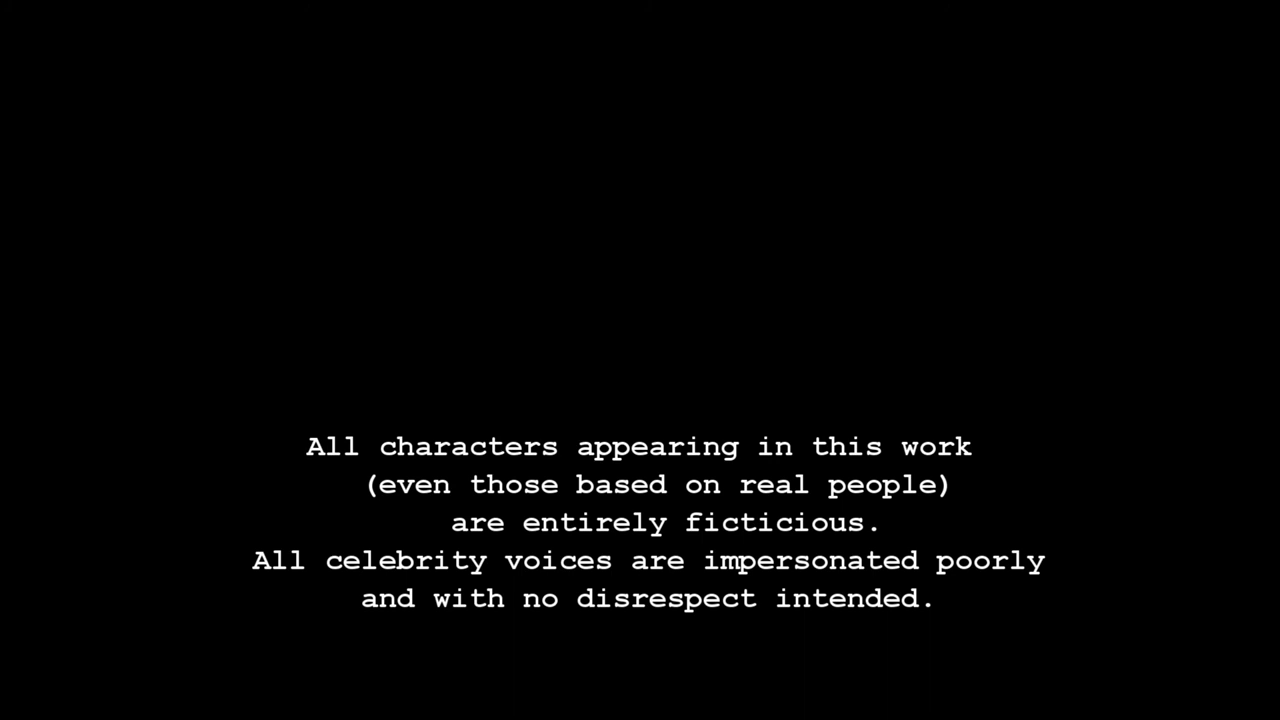 All characters appearing in this work
(even those based on real people)
are entirely ficticious.
All celebrity voices are impersonated poorly
and with no disrespect intended.